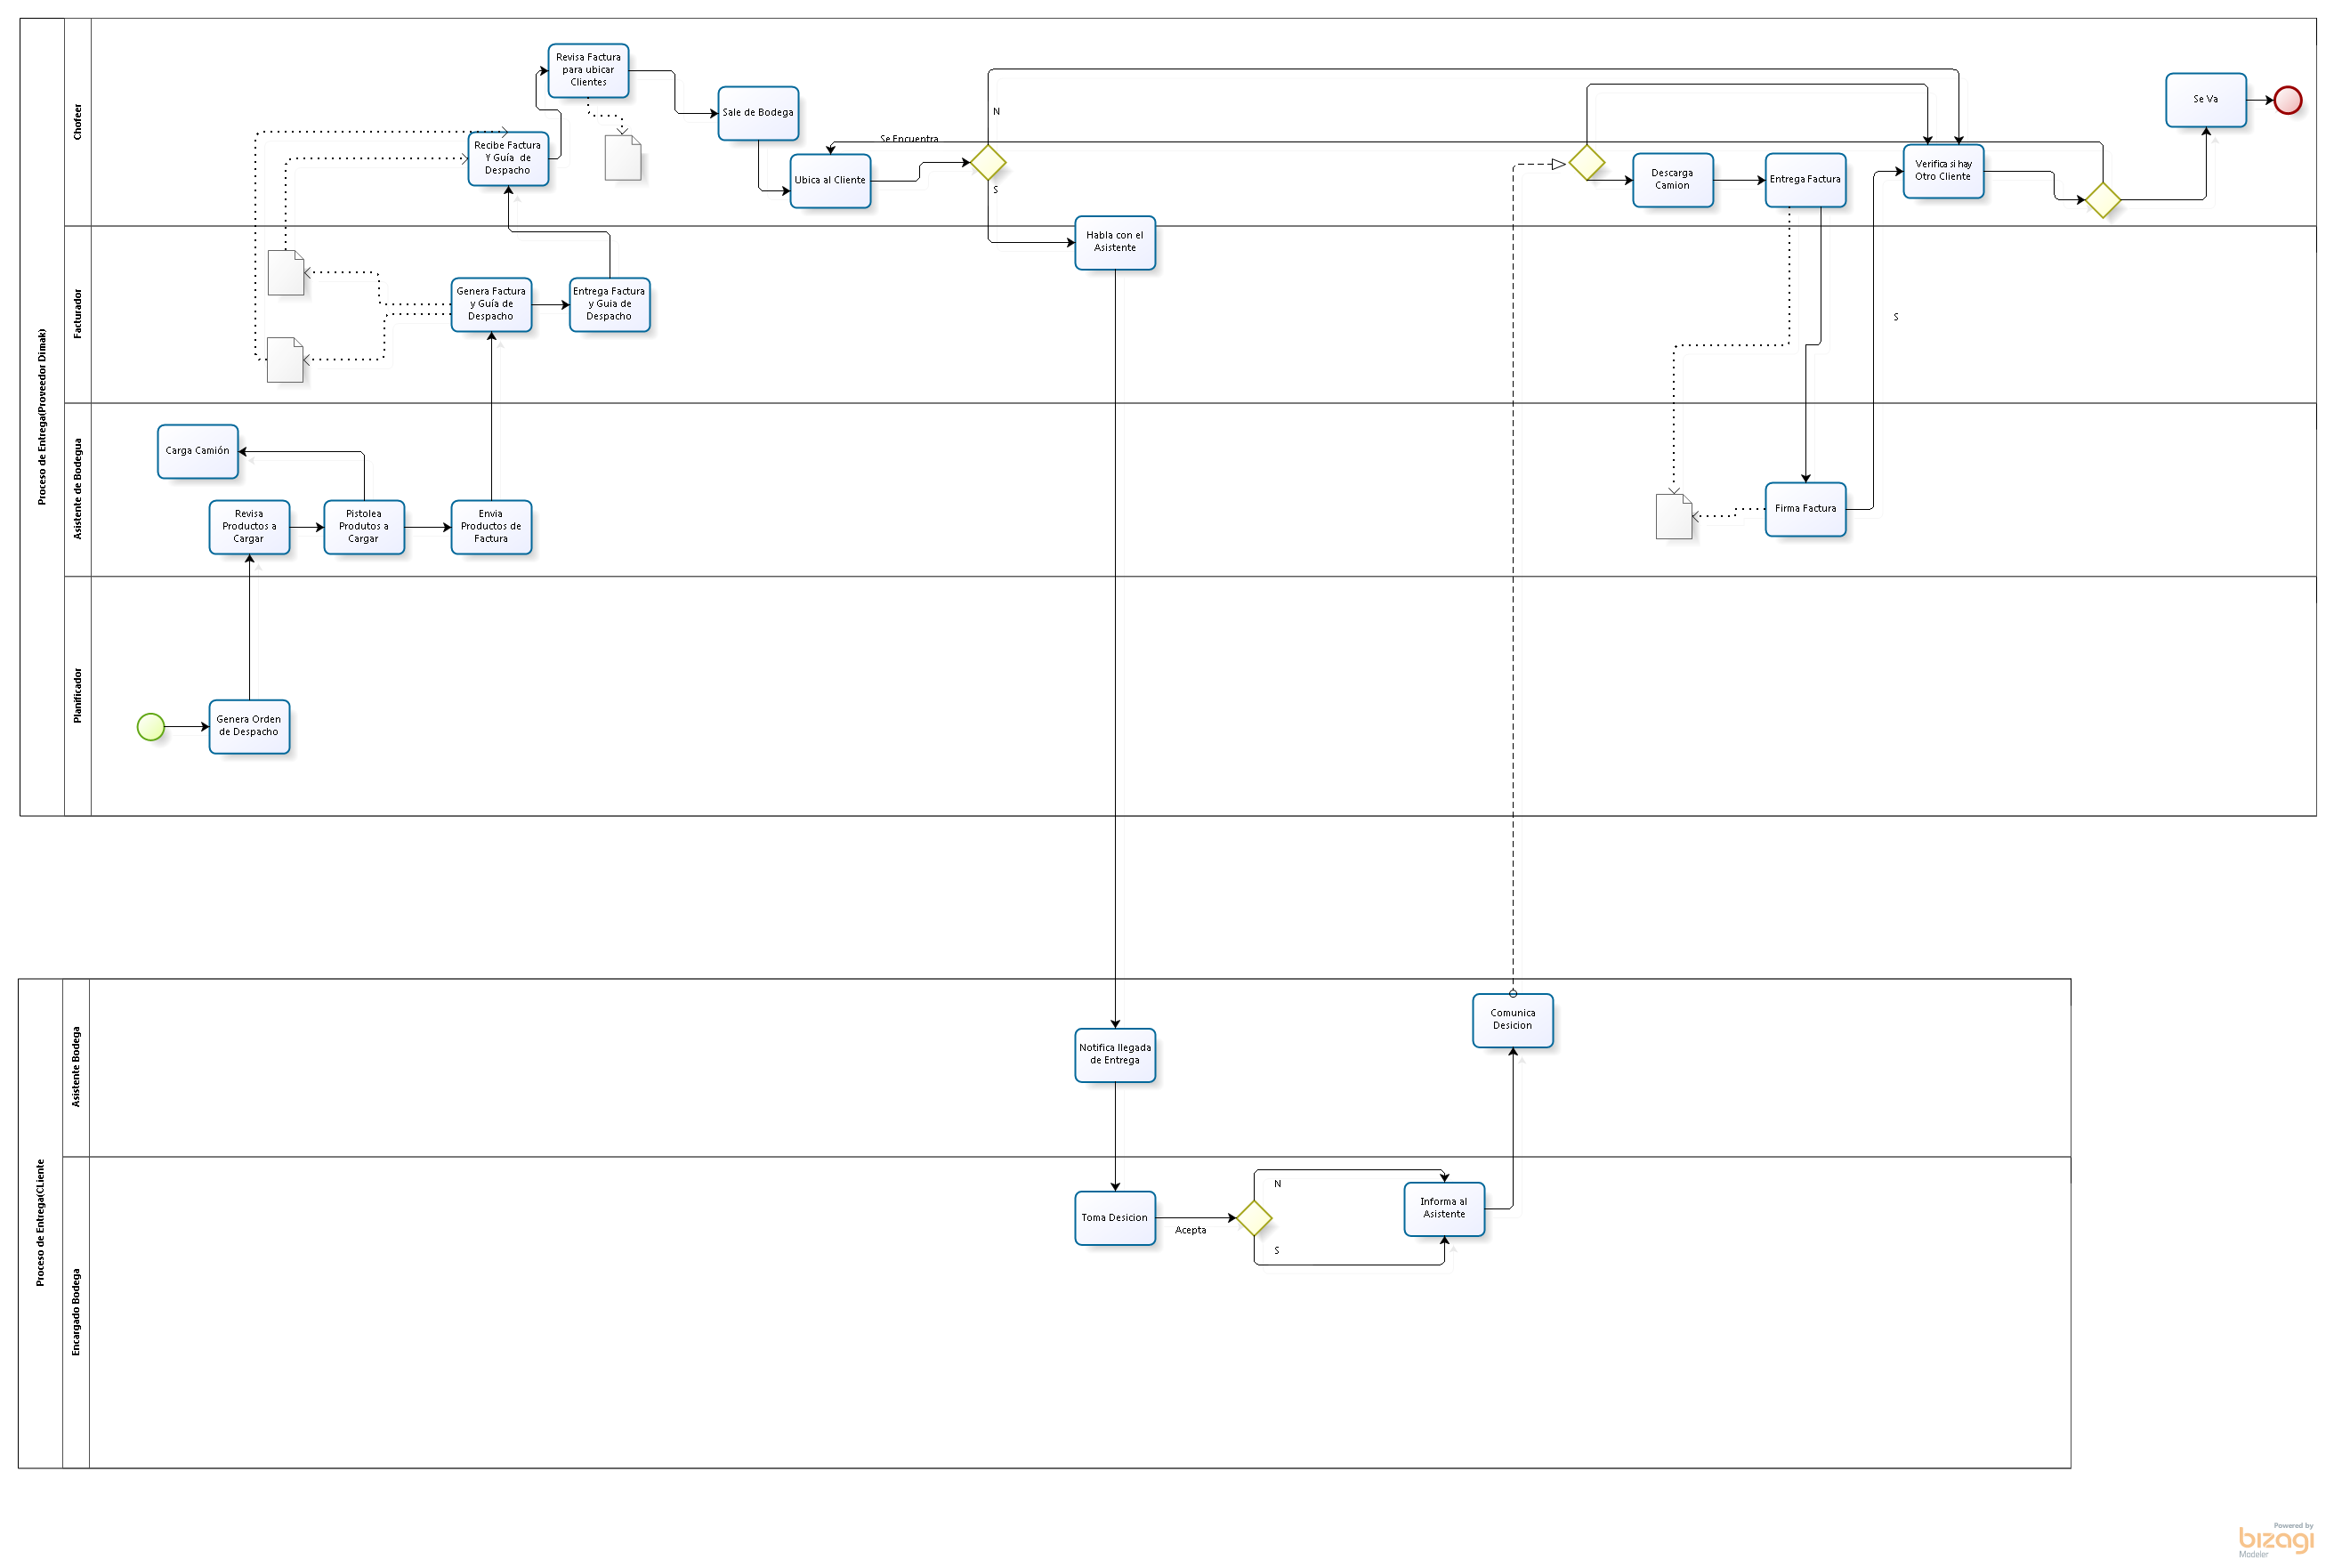 Proceso de Entrega(Proveedor Dimak)
Chofeer
Revisa Factura
para ubicar
Clientes
Sale de Bodega
Recibe Factura
Y Guía de
Despacho
Ubica al Cliente
Se Encuentra
N
S
Descarga
Camion
Entrega Factura
Verifica si hay
Otro Cliente
Se Va
Habla con el
Asistente
Facturador
Genera Factura
y Guía de
Despacho
Entrega Factura
y Guia de
Despacho
S
Asistente de Bodegua
Carga Camión
Revisa
Productos a
Cargar
Pistolea
Produtos a
Cargar
Envia
Productos de
Factura
Firma Factura
Planificador
Genera Orden
de Despacho
Proceso de Entrega(CLiente
Asistente Bodega
Comunica
Desicion
Notifica llegada
de Entrega
Encargado Bodega
Toma Desicion
Acepta
N
S
Informa al
Asistente
Powered by
bizagi
Modeler